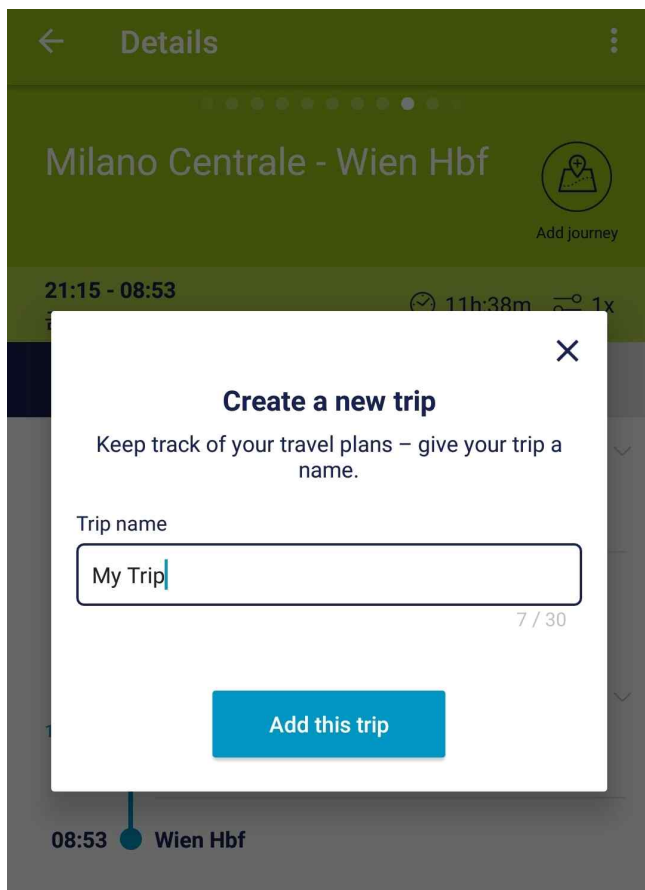 Details
Milano Centrale - Wien Hbf
Add journey
21:15 - 08:53
11h:38m 1x
Create a new trip
Keep track of your travel plans – give your trip a
name.
Trip name
My Trip
7 / 30
Add this trip
08:53 Wien Hbf